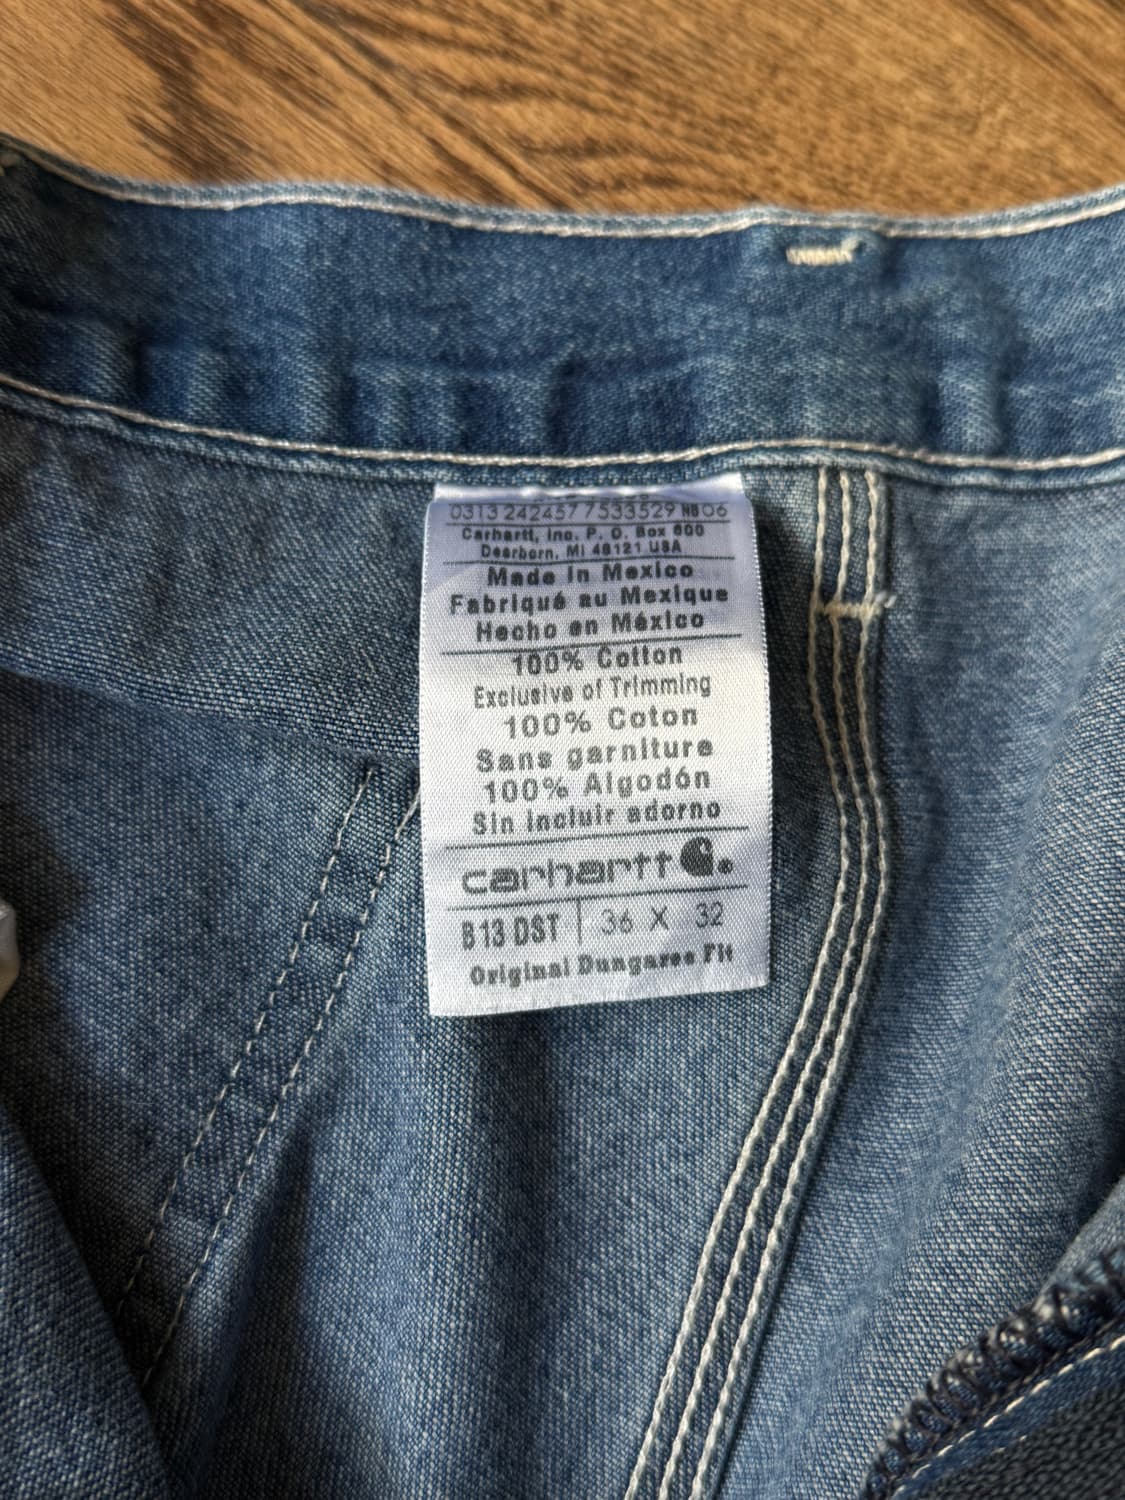 0313 242457 7533529 NB 06
Carhartt, Inc. P. O. Box 600
Dearborn, MI 48121 USA
Made In Mexico
Fabriqué au Mexique
Hecho en México
100% Cotton
Exclusive of Trimming
100% Coton
Sans garniture
100% Algodón
Sin incluir adorno
carhartt ®
B13 DST | 36 X 32
Original Dungaree Fit